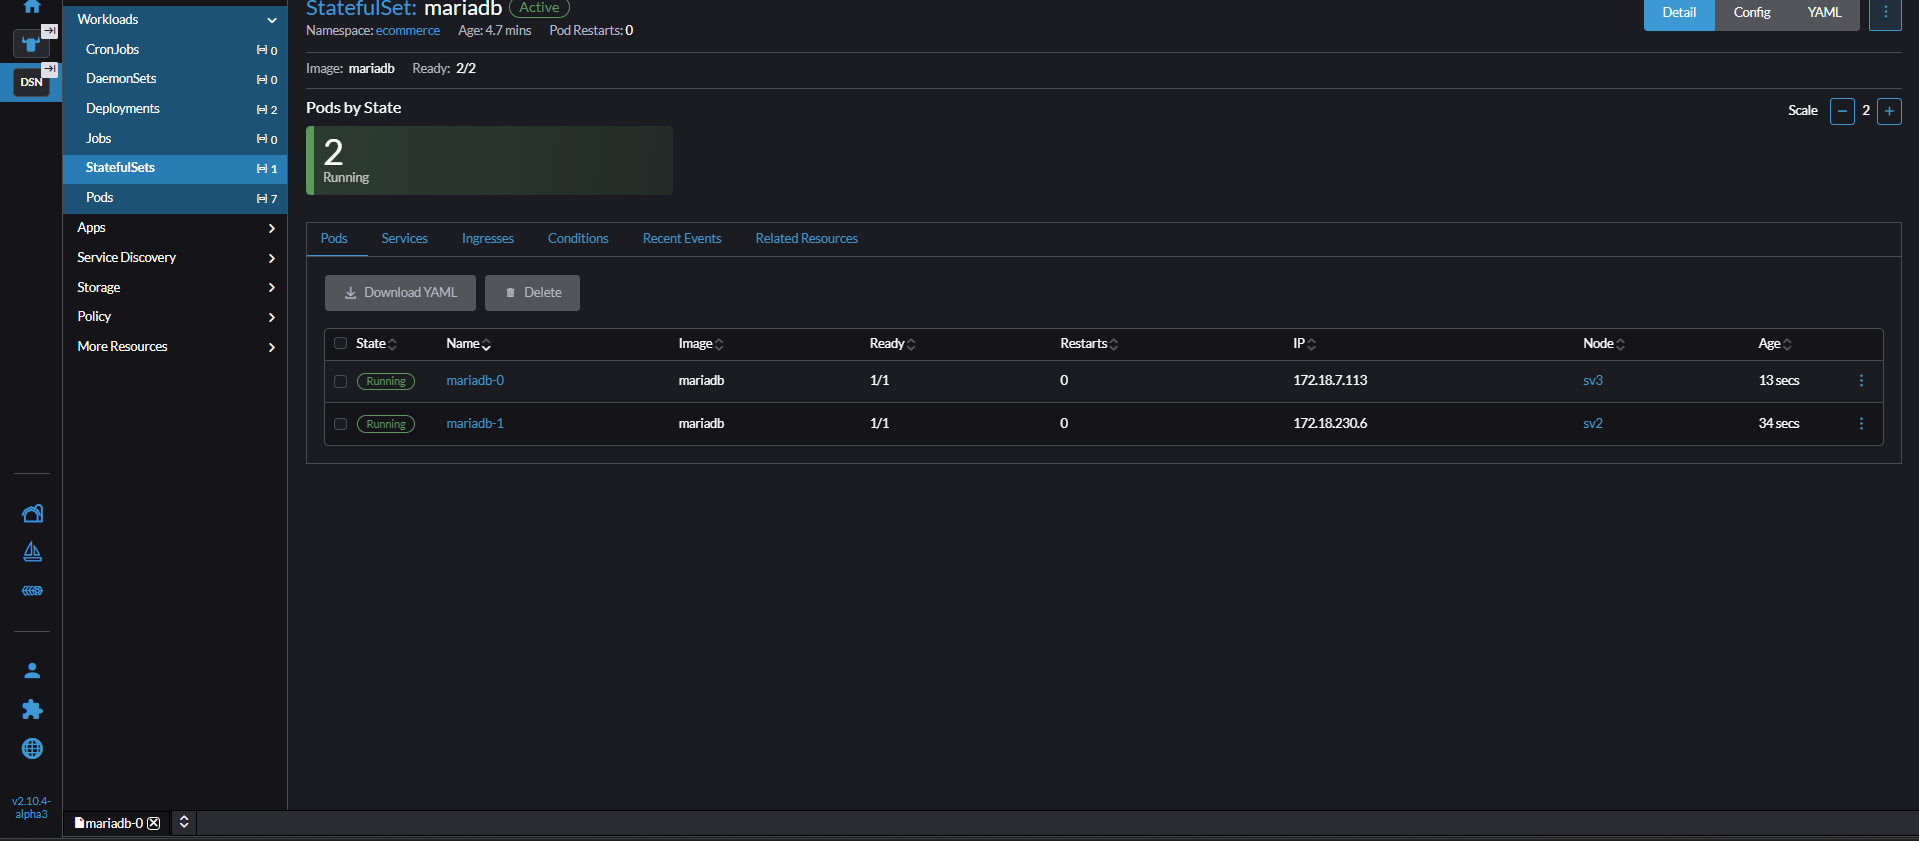 StatefulSet: mariadb Active
Namespace: ecommerce Age: 4.7 mins Pod Restarts: 0
Detail Config YAML
Image: mariadb Ready: 2/2
Workloads
CronJobs 0
DaemonSets 0
Deployments 2
Jobs 0
StatefulSets 1
Pods 7
Apps
Service Discovery
Storage
Policy
More Resources
DSN
v2.10.4-
alpha3
Pods by State
Scale 2
2
Running
Pods Services Ingresses Conditions Recent Events Related Resources
Download YAML Delete
State Name Image Ready Restarts IP Node Age
Running mariadb-0 mariadb 1/1 0 172.18.7.113 sv3 13 secs
Running mariadb-1 mariadb 1/1 0 172.18.230.6 sv2 34 secs
mariadb-0